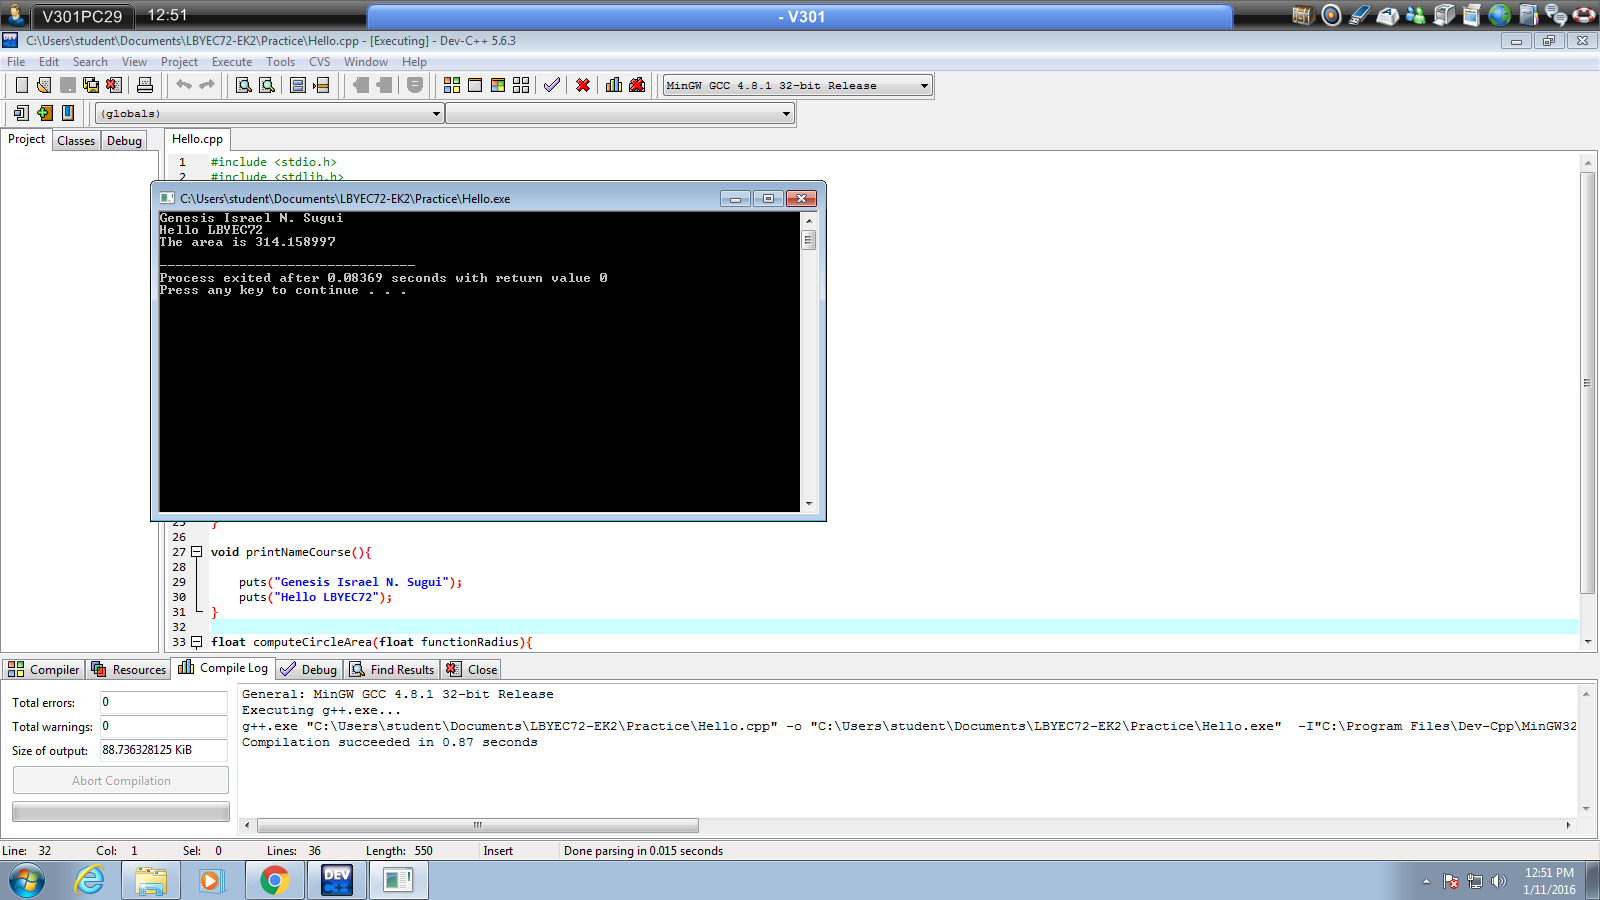 V301PC29 12:51 - V301
C:\Users\student\Documents\LBYEC72-EK2\Practice\Hello.cpp - [Executing] - Dev-C++ 5.6.3
File Edit Search View Project Execute Tools CVS Window Help
MinGW GCC 4.8.1 32-bit Release
(globals)
Project Classes Debug Hello.cpp
1 #include <stdio.h>
2 #include <stdlib.h>
C:\Users\student\Documents\LBYEC72-EK2\Practice\Hello.exe
Genesis Israel N. Sugui
Hello LBYEC72
The area is 314.158997
--------------------------------
Process exited after 0.08369 seconds with return value 0
Press any key to continue . . .
25 }
26
27 void printNameCourse(){
28
29 puts("Genesis Israel N. Sugui");
30 puts("Hello LBYEC72");
31 }
32
33 float computeCircleArea(float functionRadius){
Compiler Resources Compile Log Debug Find Results Close
Total errors: 0
Total warnings: 0
Size of output: 88.736328125 KiB
Abort Compilation
General: MinGW GCC 4.8.1 32-bit Release
Executing g++.exe...
g++.exe "C:\Users\student\Documents\LBYEC72-EK2\Practice\Hello.cpp" -o "C:\Users\student\Documents\LBYEC72-EK2\Practice\Hello.exe" -I"C:\Program Files\Dev-Cpp\MinGW32
Compilation succeeded in 0.87 seconds
Line: 32 Col: 1 Sel: 0 Lines: 36 Length: 550 Insert Done parsing in 0.015 seconds
DEV C++
12:51 PM
1/11/2016